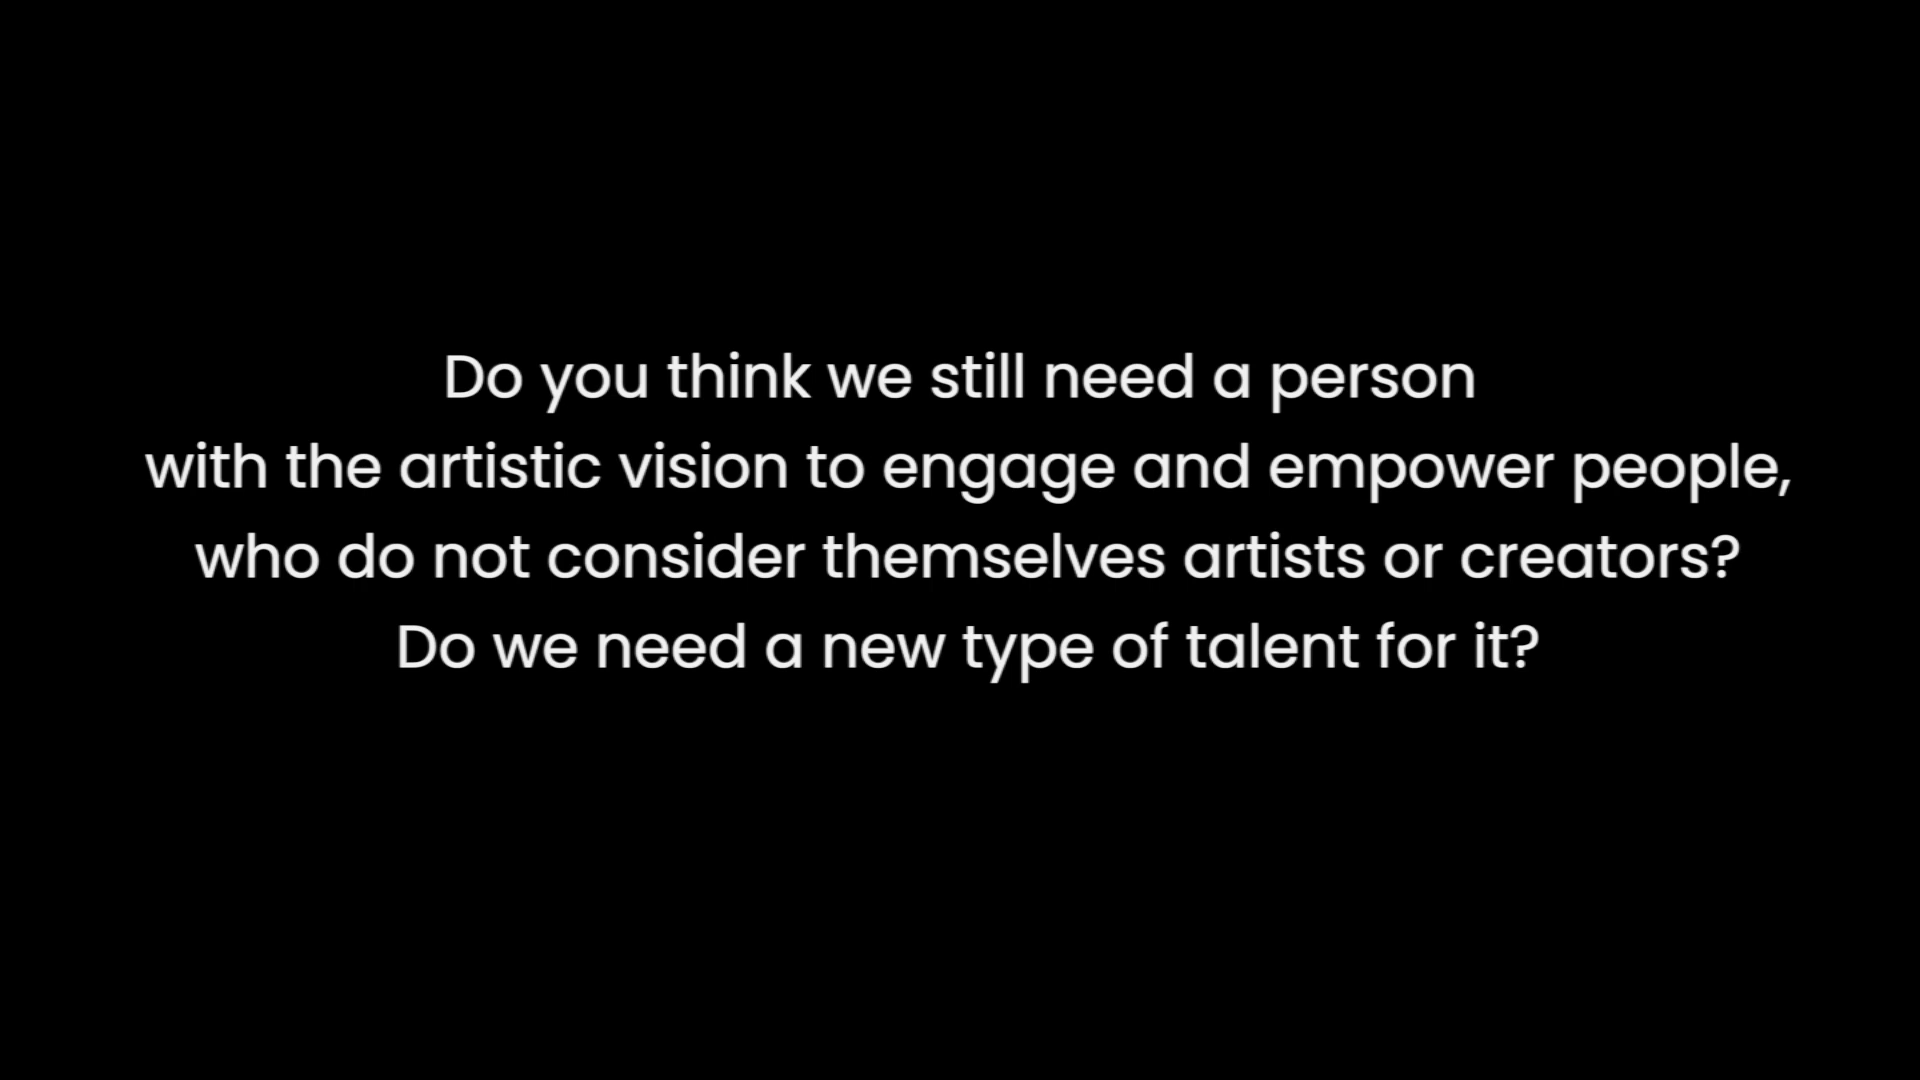 Do you think we still need a person
with the artistic vision to engage and empower people,
who do not consider themselves artists or creators?
Do we need a new type of talent for it?